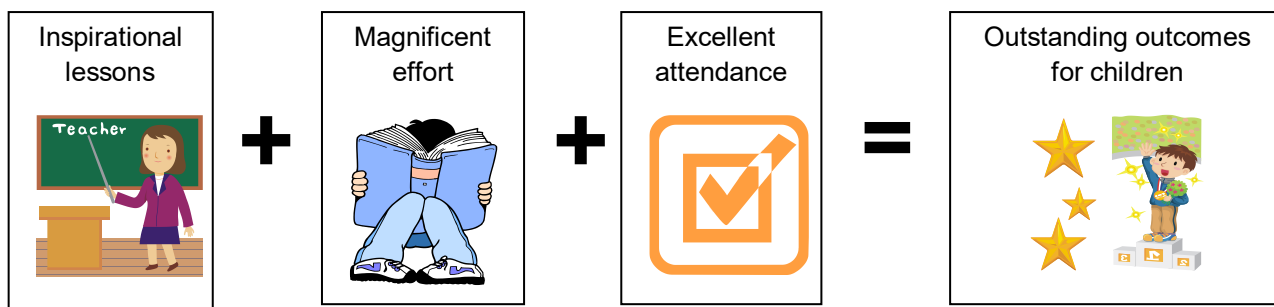 Inspirational
lessons
Teacher
+
Magnificent
effort
+
Excellent
attendance
=
Outstanding outcomes
for children